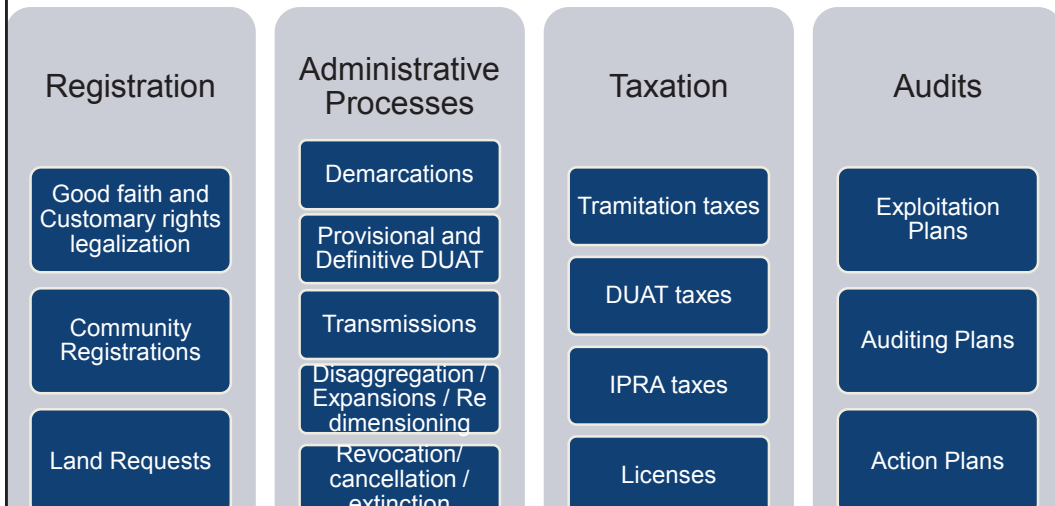 Registration
Good faith and
Customary rights
legalization
Community
Registrations
Land Requests
Administrative
Processes
Demarcations
Provisional and
Definitive DUAT
Transmissions
Disaggregation /
Expansions / Re
dimensioning
Revocation/
cancellation /
extinction
Taxation
Tramitation taxes
DUAT taxes
IPRA taxes
Licenses
Audits
Exploitation
Plans
Auditing Plans
Action Plans